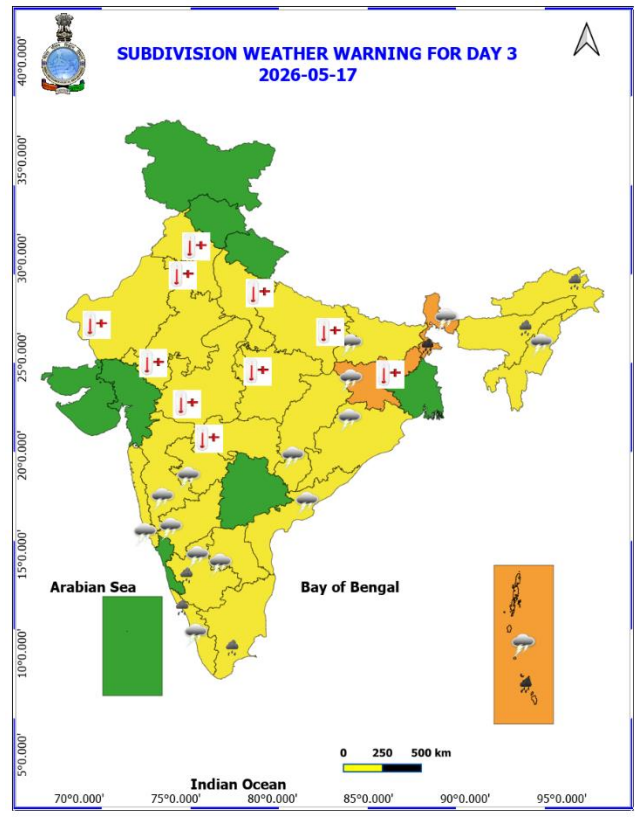 SUBDIVISION WEATHER WARNING FOR DAY 3
2026-05-17
40°0.000'
35°0.000'
30°0.000'
25°0.000'
20°0.000'
15°0.000'
10°0.000'
5°0.000'
Arabian Sea
Bay of Bengal
0 250 500 km
Indian Ocean
70°0.000' 75°0.000' 80°0.000' 85°0.000' 90°0.000' 95°0.000'